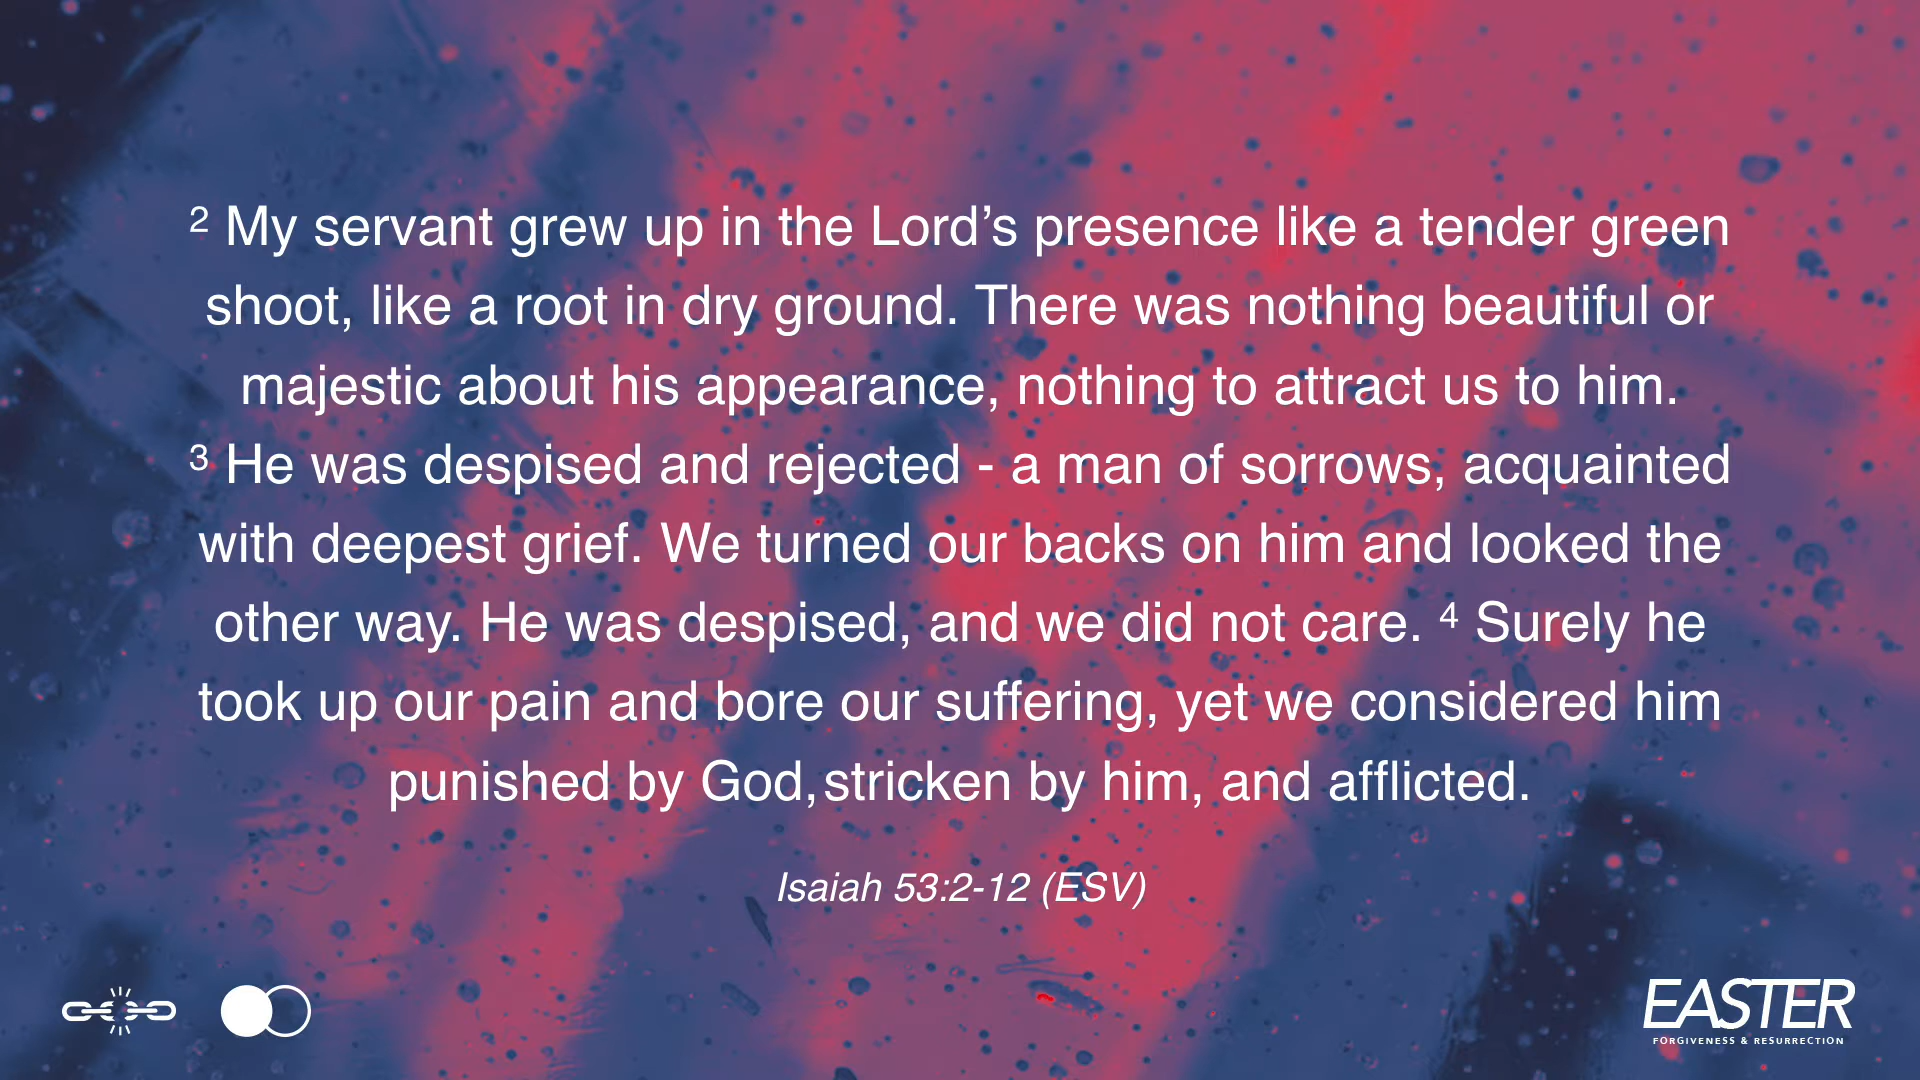 ² My servant grew up in the Lord’s presence like a tender green
shoot, like a root in dry ground. There was nothing beautiful or
majestic about his appearance, nothing to attract us to him.
³ He was despised and rejected - a man of sorrows, acquainted
with deepest grief. We turned our backs on him and looked the
other way. He was despised, and we did not care. ⁴ Surely he
took up our pain and bore our suffering, yet we considered him
punished by God, stricken by him, and afflicted.
Isaiah 53:2-12 (ESV)
EASTER
FORGIVENESS & RESURRECTION